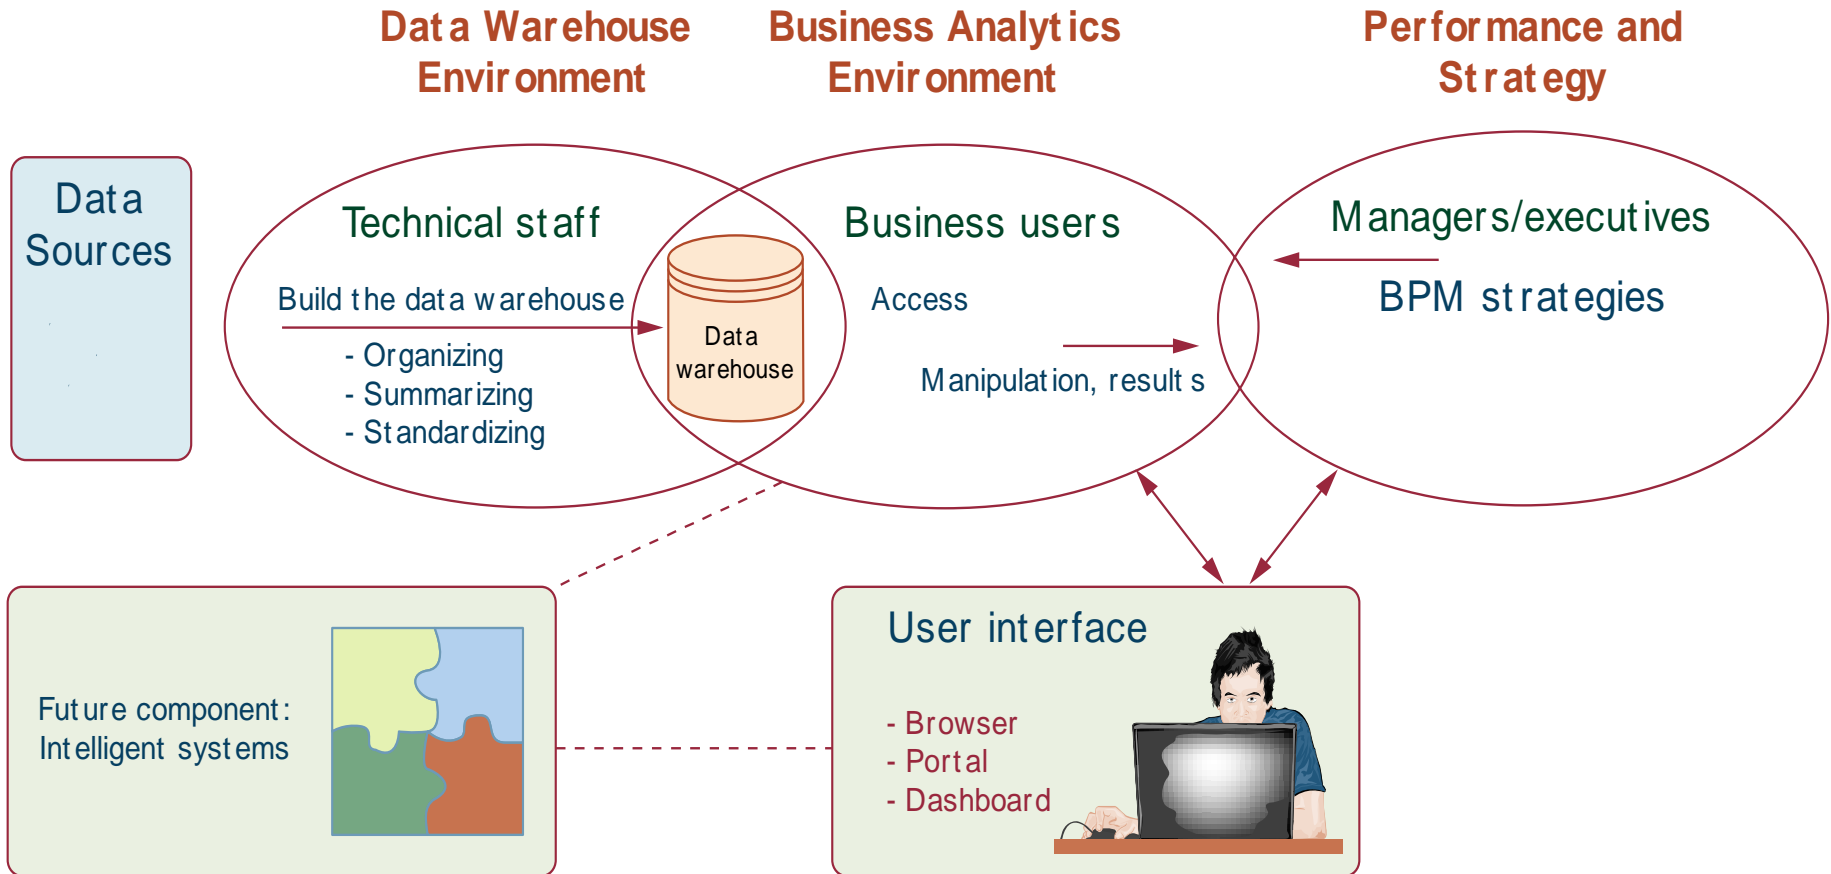 Data Warehouse
Environment
Business Analytics
Environment
Performance and
Strategy
Data
Sources
Technical staff
Build the data warehouse
- Organizing
- Summarizing
- Standardizing
Data
warehouse
Business users
Access
Manipulation, results
Managers/executives
BPM strategies
Future component:
Intelligent systems
User interface
- Browser
- Portal
- Dashboard